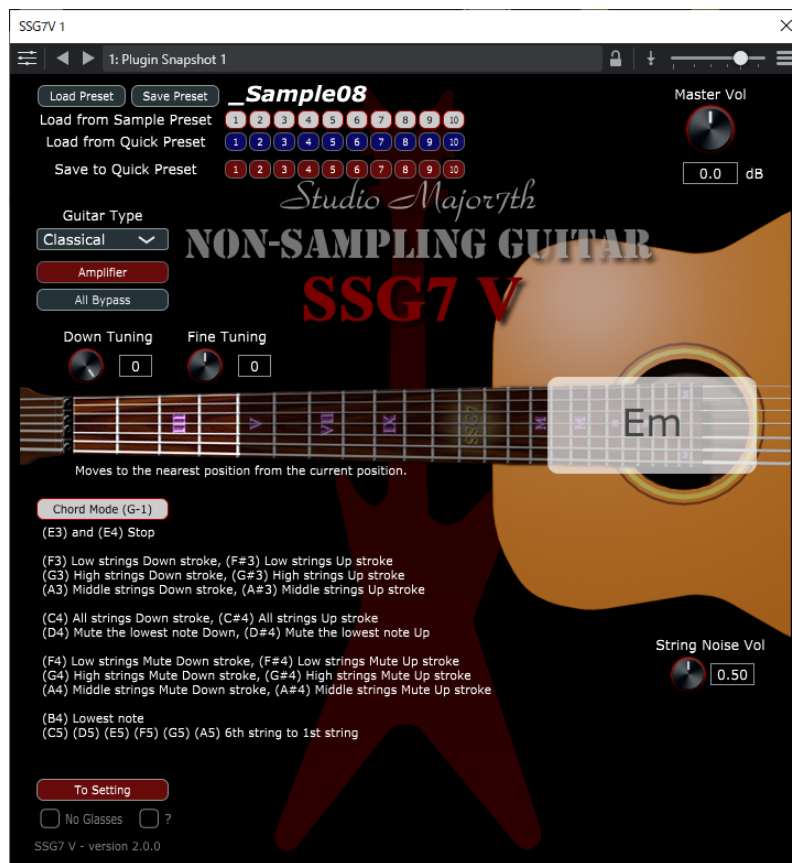 SSG7V 1
1: Plugin Snapshot 1
Load Preset Save Preset _Sample08
Load from Sample Preset 1 2 3 4 5 6 7 8 9 10
Load from Quick Preset 1 2 3 4 5 6 7 8 9 10
Save to Quick Preset 1 2 3 4 5 6 7 8 9 10
Master Vol
0.0 dB
Studio Major7th
NON-SAMPLING GUITAR
SSG7 V
Guitar Type
Classical
Amplifier
All Bypass
Down Tuning Fine Tuning
0 0
III V VII IX SSG7 M M
Em
Moves to the nearest position from the current position.
Chord Mode (G-1)
(E3) and (E4) Stop
(F3) Low strings Down stroke, (F#3) Low strings Up stroke
(G3) High strings Down stroke, (G#3) High strings Up stroke
(A3) Middle strings Down stroke, (A#3) Middle strings Up stroke
(C4) All strings Down stroke, (C#4) All strings Up stroke
(D4) Mute the lowest note Down, (D#4) Mute the lowest note Up
(F4) Low strings Mute Down stroke, (F#4) Low strings Mute Up stroke
(G4) High strings Mute Down stroke, (G#4) High strings Mute Up stroke
(A4) Middle strings Mute Down stroke, (A#4) Middle strings Mute Up stroke
(B4) Lowest note
(C5) (D5) (E5) (F5) (G5) (A5) 6th string to 1st string
String Noise Vol
0.50
To Setting
No Glasses ?
SSG7 V - version 2.0.0